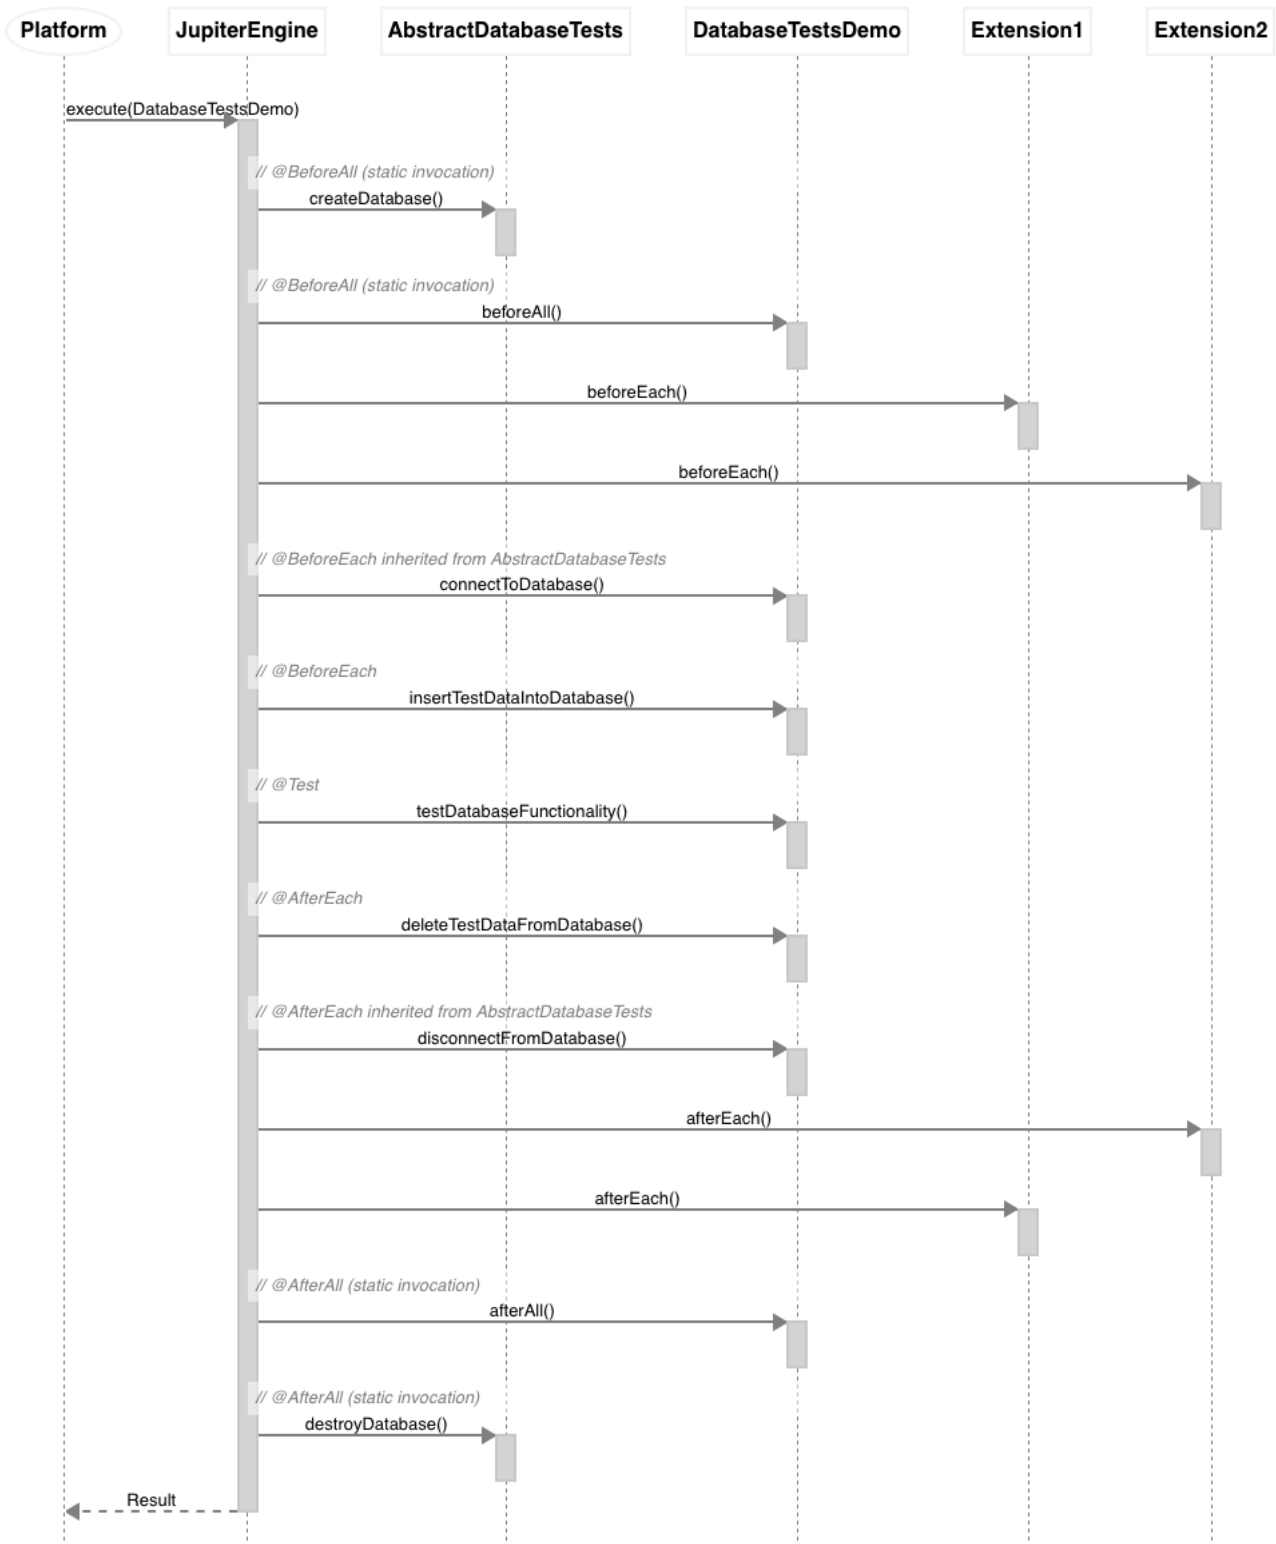 Platform JupiterEngine AbstractDatabaseTests DatabaseTestsDemo Extension1 Extension2
execute(DatabaseTestsDemo)
// @BeforeAll (static invocation)
createDatabase()
// @BeforeAll (static invocation)
beforeAll()
beforeEach()
beforeEach()
// @BeforeEach inherited from AbstractDatabaseTests
connectToDatabase()
// @BeforeEach
insertTestDataIntoDatabase()
// @Test
testDatabaseFunctionality()
// @AfterEach
deleteTestDataFromDatabase()
// @AfterEach inherited from AbstractDatabaseTests
disconnectFromDatabase()
afterEach()
afterEach()
// @AfterAll (static invocation)
afterAll()
// @AfterAll (static invocation)
destroyDatabase()
Result